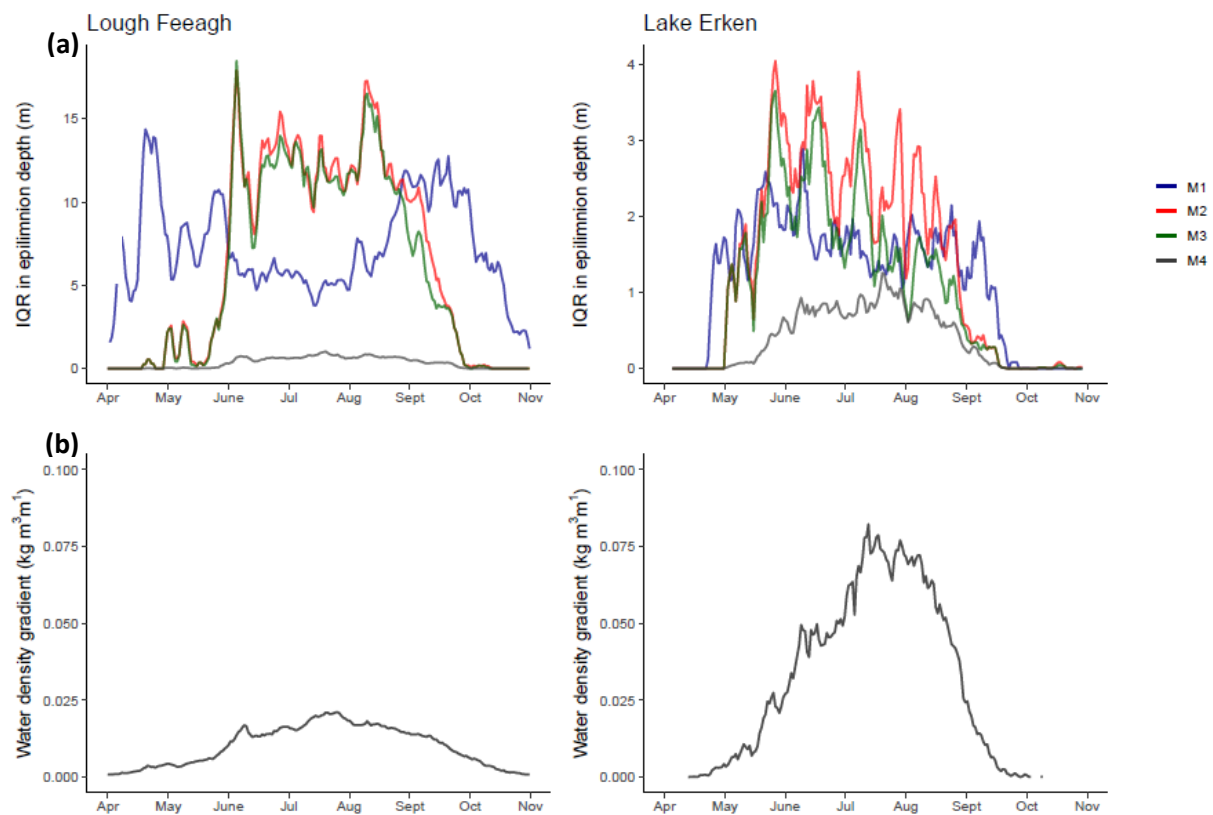 Lough Feeagh
Lake Erken
(a)
IQR in epilimnion depth (m)
15
10
5
0
Apr May June Jul Aug Sept Oct Nov
IQR in epilimnion depth (m)
4
3
2
1
0
Apr May June Jul Aug Sept Oct Nov
M1
M2
M3
M4
(b)
Water density gradient (kg m³m¹)
0.100
0.075
0.050
0.025
0.000
Apr May June Jul Aug Sept Oct Nov
Water density gradient (kg m³m¹)
0.100
0.075
0.050
0.025
0.000
Apr May June Jul Aug Sept Oct Nov